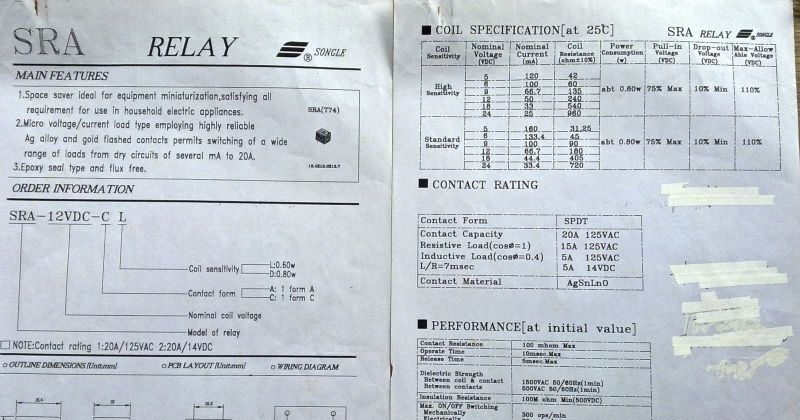 SRA RELAY ® SONGLE
MAIN FEATURES
1.Space saver ideal for equipment miniaturization,satisfying all
requirement for use in household electric appliances.
2.Micro voltage/current load type employing highly reliable
Ag alloy and gold flashed contacts permits switching of a wide
range of loads from dry circuits of several mA to 20A.
3.Epoxy seal type and flux free.
SRA(T74)
ORDER INFORMATION
SRA-12VDC-C L
Coil sensitivity L:0.60w
D:0.80w
Contact form A: 1 form A
C: 1 form C
Nominal coil voltage
Model of relay
NOTE:Contact rating 1:20A/125VAC 2:20A/14VDC
OUTLINE DIMENSIONS (Unit:mm) PCB LAYOUT (Unit:mm) WIRING DIAGRAM
COIL SPECIFICATION[at 25℃] SRA RELAY SONGLE
Coil Sensitivity Nominal Voltage (VDC) Nominal Current (mA) Coil Resistance (ohm±10%) Power Consumption (w) Pull-in Voltage (VDC) Drop-out Voltage (VDC) Max-Allow Able Voltage (VDC)
High Sensitivity abt 0.60w 75% Max 10% Min 110%
5 120 42
6 100 60
9 66.7 135
12 50 240
18 33 540
24 25 960
Standard Sensitivity abt 0.80w 75% Max 10% Min 110%
5 160 31.25
6 133.4 45
9 100 90
12 66.7 180
18 44.4 405
24 33.4 720
CONTACT RATING
Contact Form SPDT
Contact Capacity 20A 125VAC
Resistive Load(cosø=1) 15A 125VAC
Inductive Load(cosø=0.4) 5A 125VAC
L/R=7msec 5A 14VDC
Contact Material AgSnLnO
PERFORMANCE[at initial value]
Contact Resistance 100 mhom Max
Operate Time 10msec.Max
Release Time 5msec.Max
Dielectric Strength
Between coil & contact 1500VAC 50/60Hz(1min)
Between contacts 500VAC 50/60Hz(1min)
Insulation Resistance 100M ohm Min(500VDC)
Max. ON/OFF Switching
Mechanically 300 ops/min